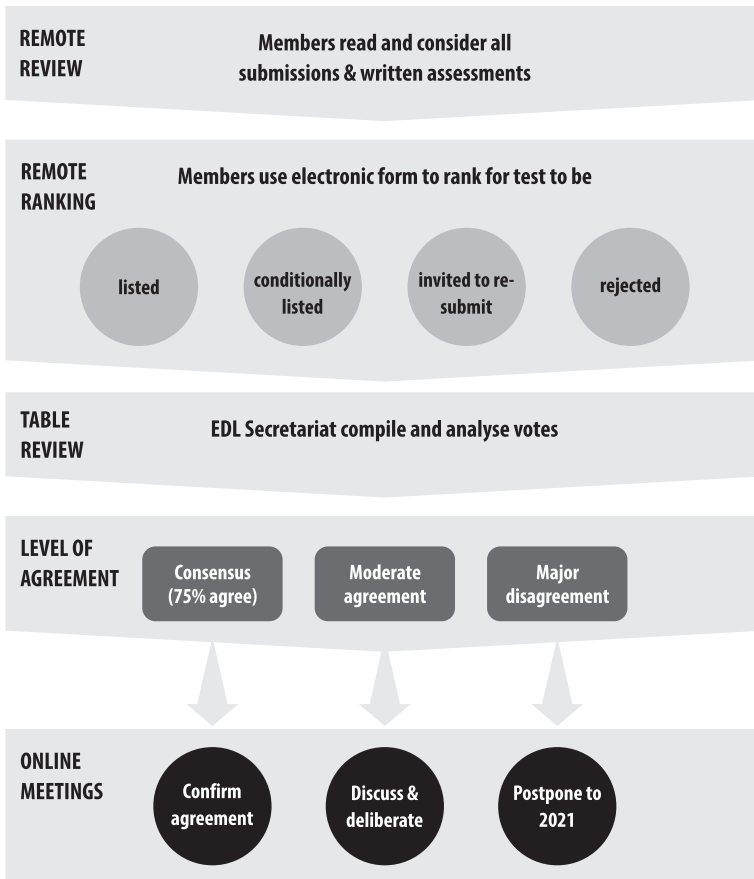 REMOTE
REVIEW
Members read and consider all
submissions & written assessments
REMOTE
RANKING
Members use electronic form to rank for test to be
listed
conditionally
listed
invited to re-
submit
rejected
TABLE
REVIEW
EDL Secretariat compile and analyse votes
LEVEL OF
AGREEMENT
Consensus
(75% agree)
Moderate
agreement
Major
disagreement
ONLINE
MEETINGS
Confirm
agreement
Discuss &
deliberate
Postpone to
2021